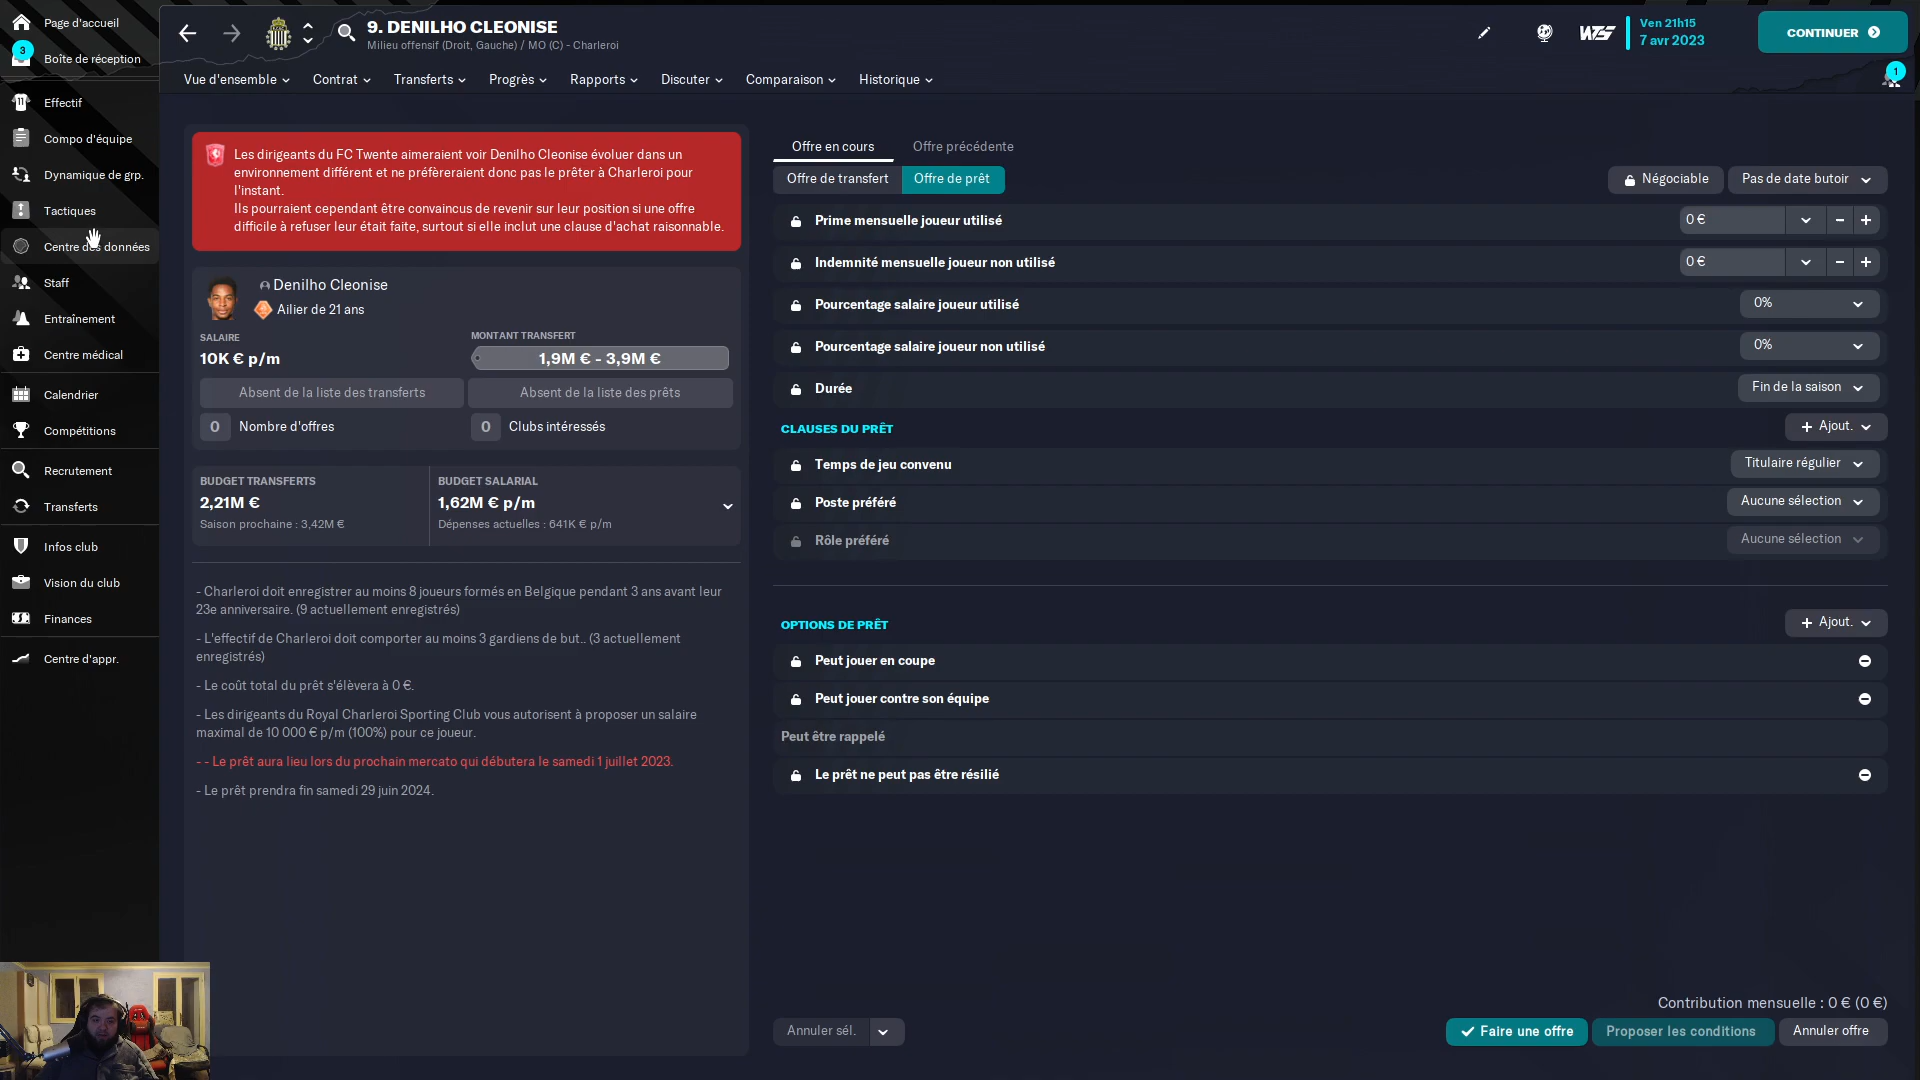 Page d'accueil
3
Boîte de réception
Effectif
Compo d'équipe
Dynamique de grp.
Tactiques
Centre des données
Staff
Entraînement
Centre médical
Calendrier
Compétitions
Recrutement
Transferts
Infos club
Vision du club
Finances
Centre d'appr.
9. DENILHO CLEONISE
Milieu offensif (Droit, Gauche) / MO (C) - Charleroi
Ven 21h15
7 avr 2023
CONTINUER
1
Vue d'ensemble
Contrat
Transferts
Progrès
Rapports
Discuter
Comparaison
Historique
Les dirigeants du FC Twente aimeraient voir Denilho Cleonise évoluer dans un
environnement différent et ne préfèreraient donc pas le prêter à Charleroi pour
l'instant.
Ils pourraient cependant être convaincus de revenir sur leur position si une offre
difficile à refuser leur était faite, surtout si elle inclut une clause d'achat raisonnable.
Denilho Cleonise
Ailier de 21 ans
SALAIRE
10K € p/m
MONTANT TRANSFERT
1,9M € - 3,9M €
Absent de la liste des transferts
Absent de la liste des prêts
0 Nombre d'offres
0 Clubs intéressés
BUDGET TRANSFERTS
2,21M €
Saison prochaine : 3,42M €
BUDGET SALARIAL
1,62M € p/m
Dépenses actuelles : 641K € p/m
- Charleroi doit enregistrer au moins 8 joueurs formés en Belgique pendant 3 ans avant leur
23e anniversaire. (9 actuellement enregistrés)
- L'effectif de Charleroi doit comporter au moins 3 gardiens de but.. (3 actuellement
enregistrés)
- Le coût total du prêt s'élèvera à 0 €.
- Les dirigeants du Royal Charleroi Sporting Club vous autorisent à proposer un salaire
maximal de 10 000 € p/m (100%) pour ce joueur.
- - Le prêt aura lieu lors du prochain mercato qui débutera le samedi 1 juillet 2023.
- Le prêt prendra fin samedi 29 juin 2024.
Offre en cours
Offre précédente
Offre de transfert
Offre de prêt
Négociable
Pas de date butoir
Prime mensuelle joueur utilisé
0 €
Indemnité mensuelle joueur non utilisé
0 €
Pourcentage salaire joueur utilisé
0%
Pourcentage salaire joueur non utilisé
0%
Durée
Fin de la saison
CLAUSES DU PRÊT
Ajout.
Temps de jeu convenu
Titulaire régulier
Poste préféré
Aucune sélection
Rôle préféré
Aucune sélection
OPTIONS DE PRÊT
Ajout.
Peut jouer en coupe
Peut jouer contre son équipe
Peut être rappelé
Le prêt ne peut pas être résilié
Contribution mensuelle : 0 € (0 €)
Annuler sél.
Faire une offre
Proposer les conditions
Annuler offre